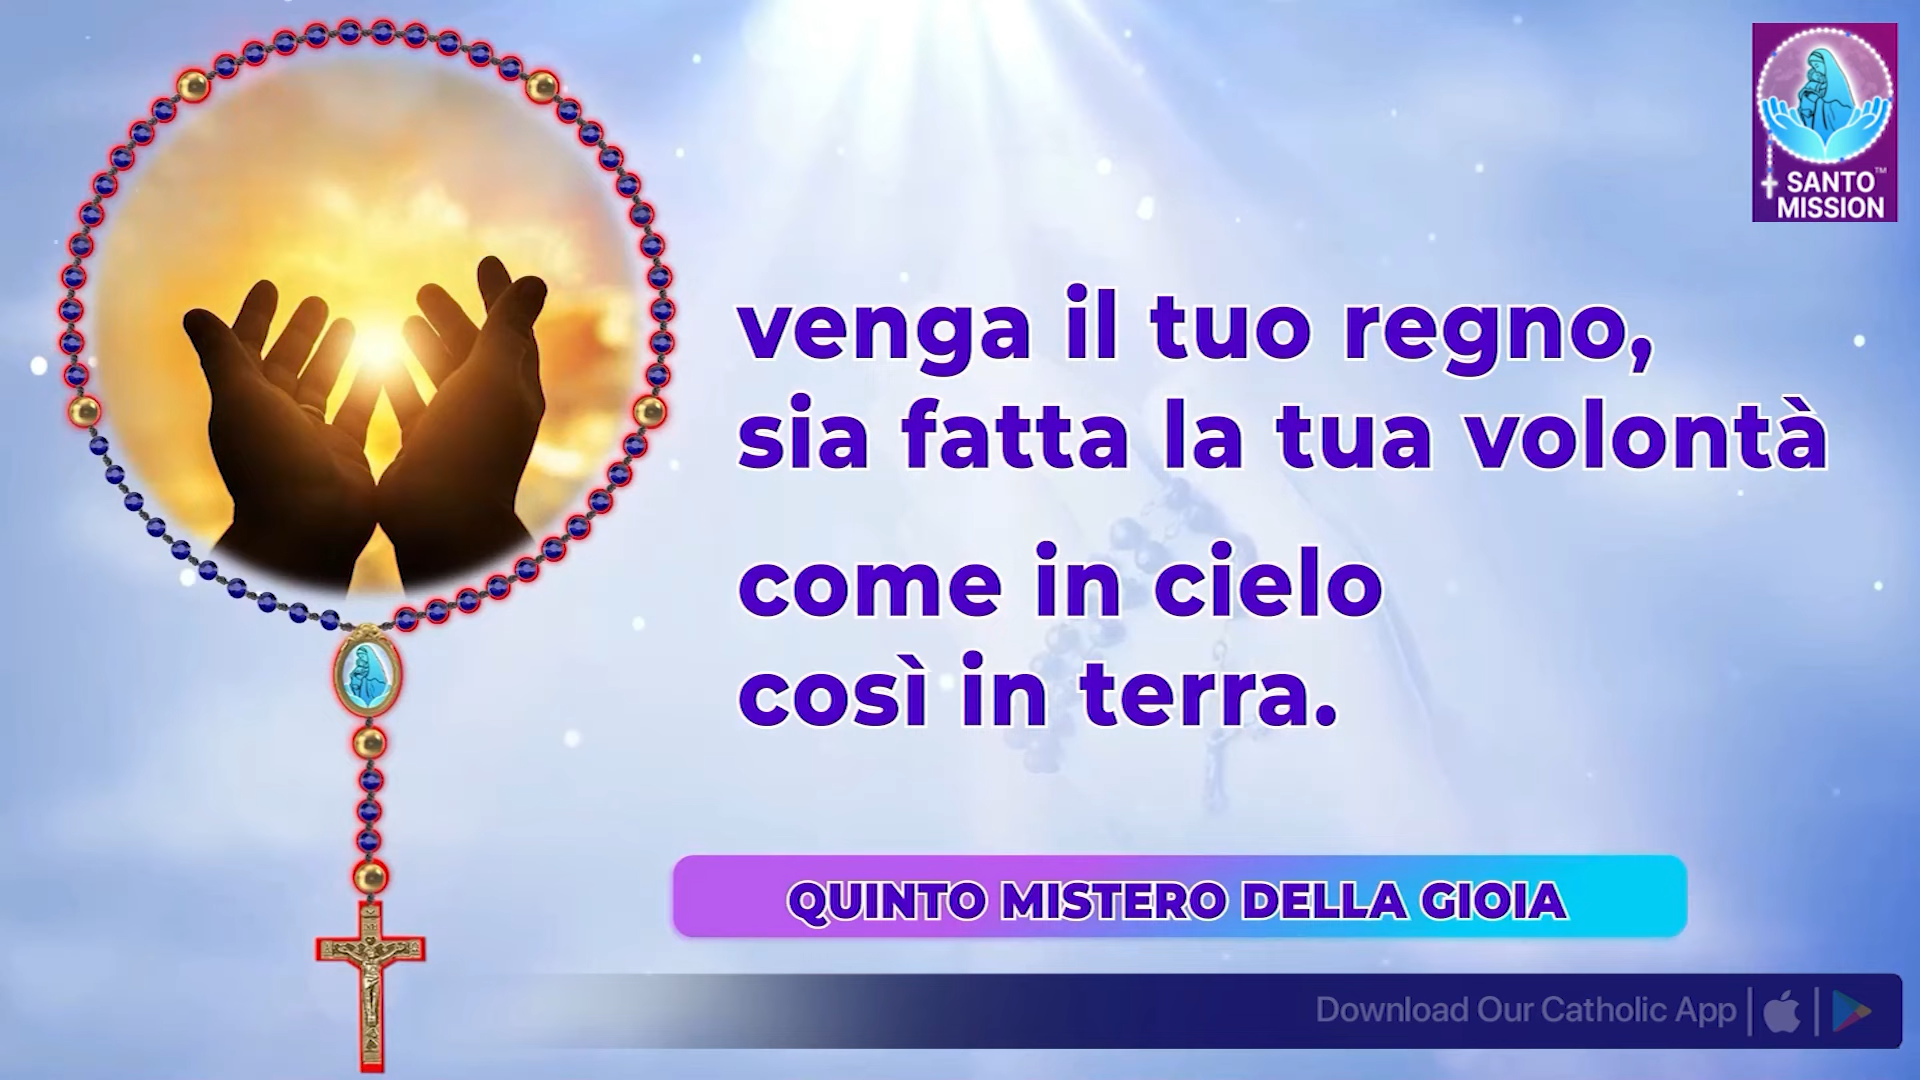 SANTO™
MISSION
venga il tuo regno,
sia fatta la tua volontà
come in cielo
così in terra.
QUINTO MISTERO DELLA GIOIA
Download Our Catholic App